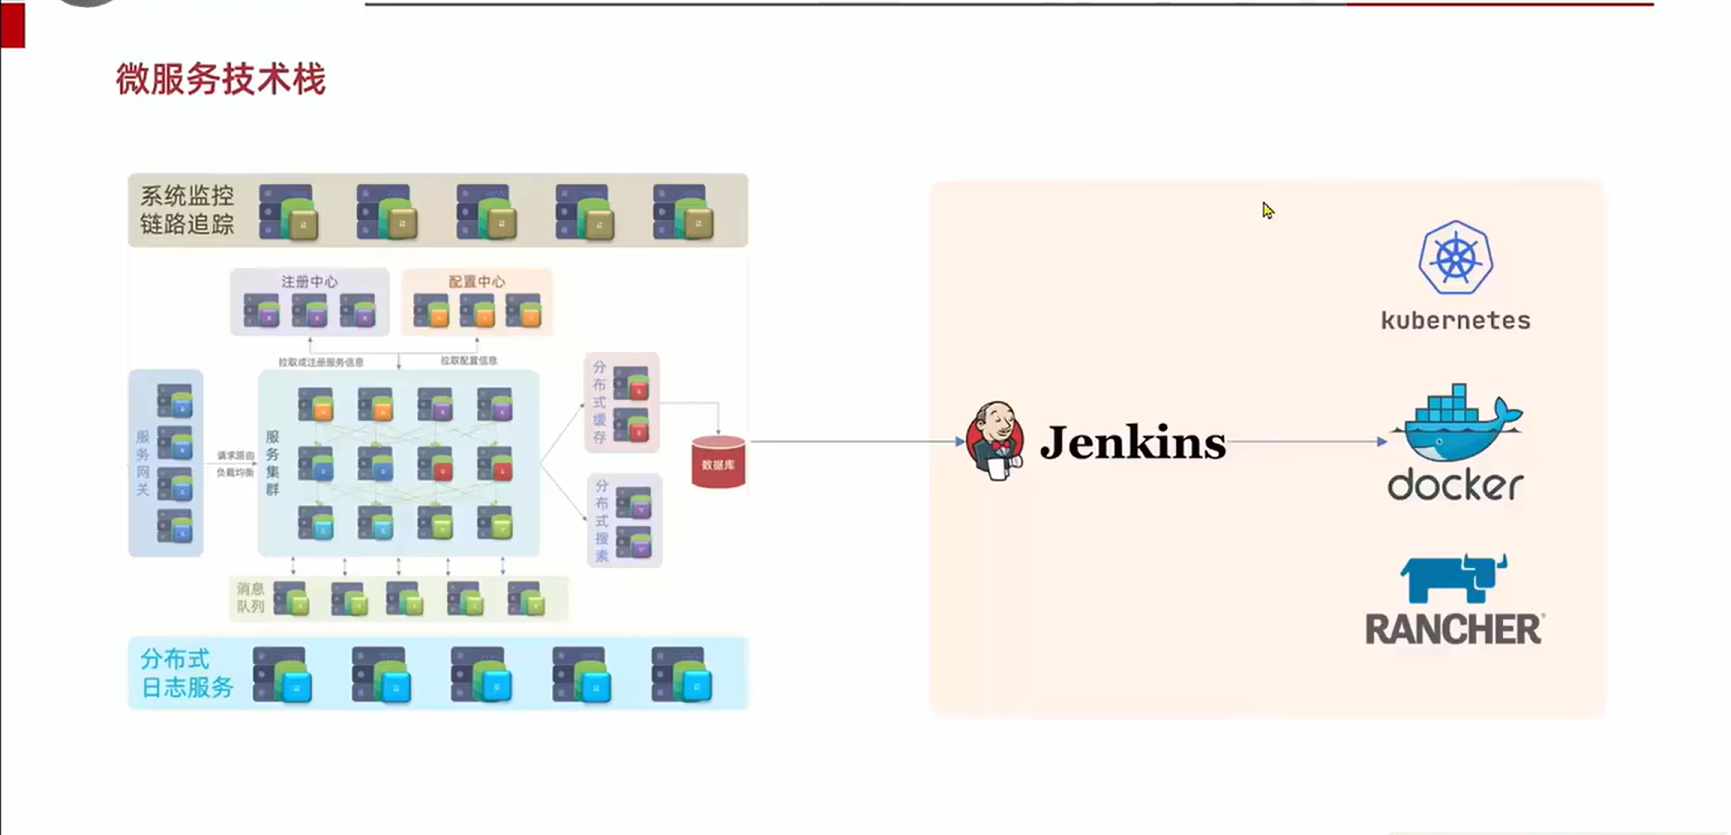 微服务技术栈
系统监控
链路追踪
注册中心
配置中心
拉取或注册服务信息
拉取配置信息
服务网关
请求路由
负载均衡
服务集群
分布式缓存
分布式搜索
数据库
消息
队列
分布式
日志服务
Jenkins
kubernetes
docker
RANCHER